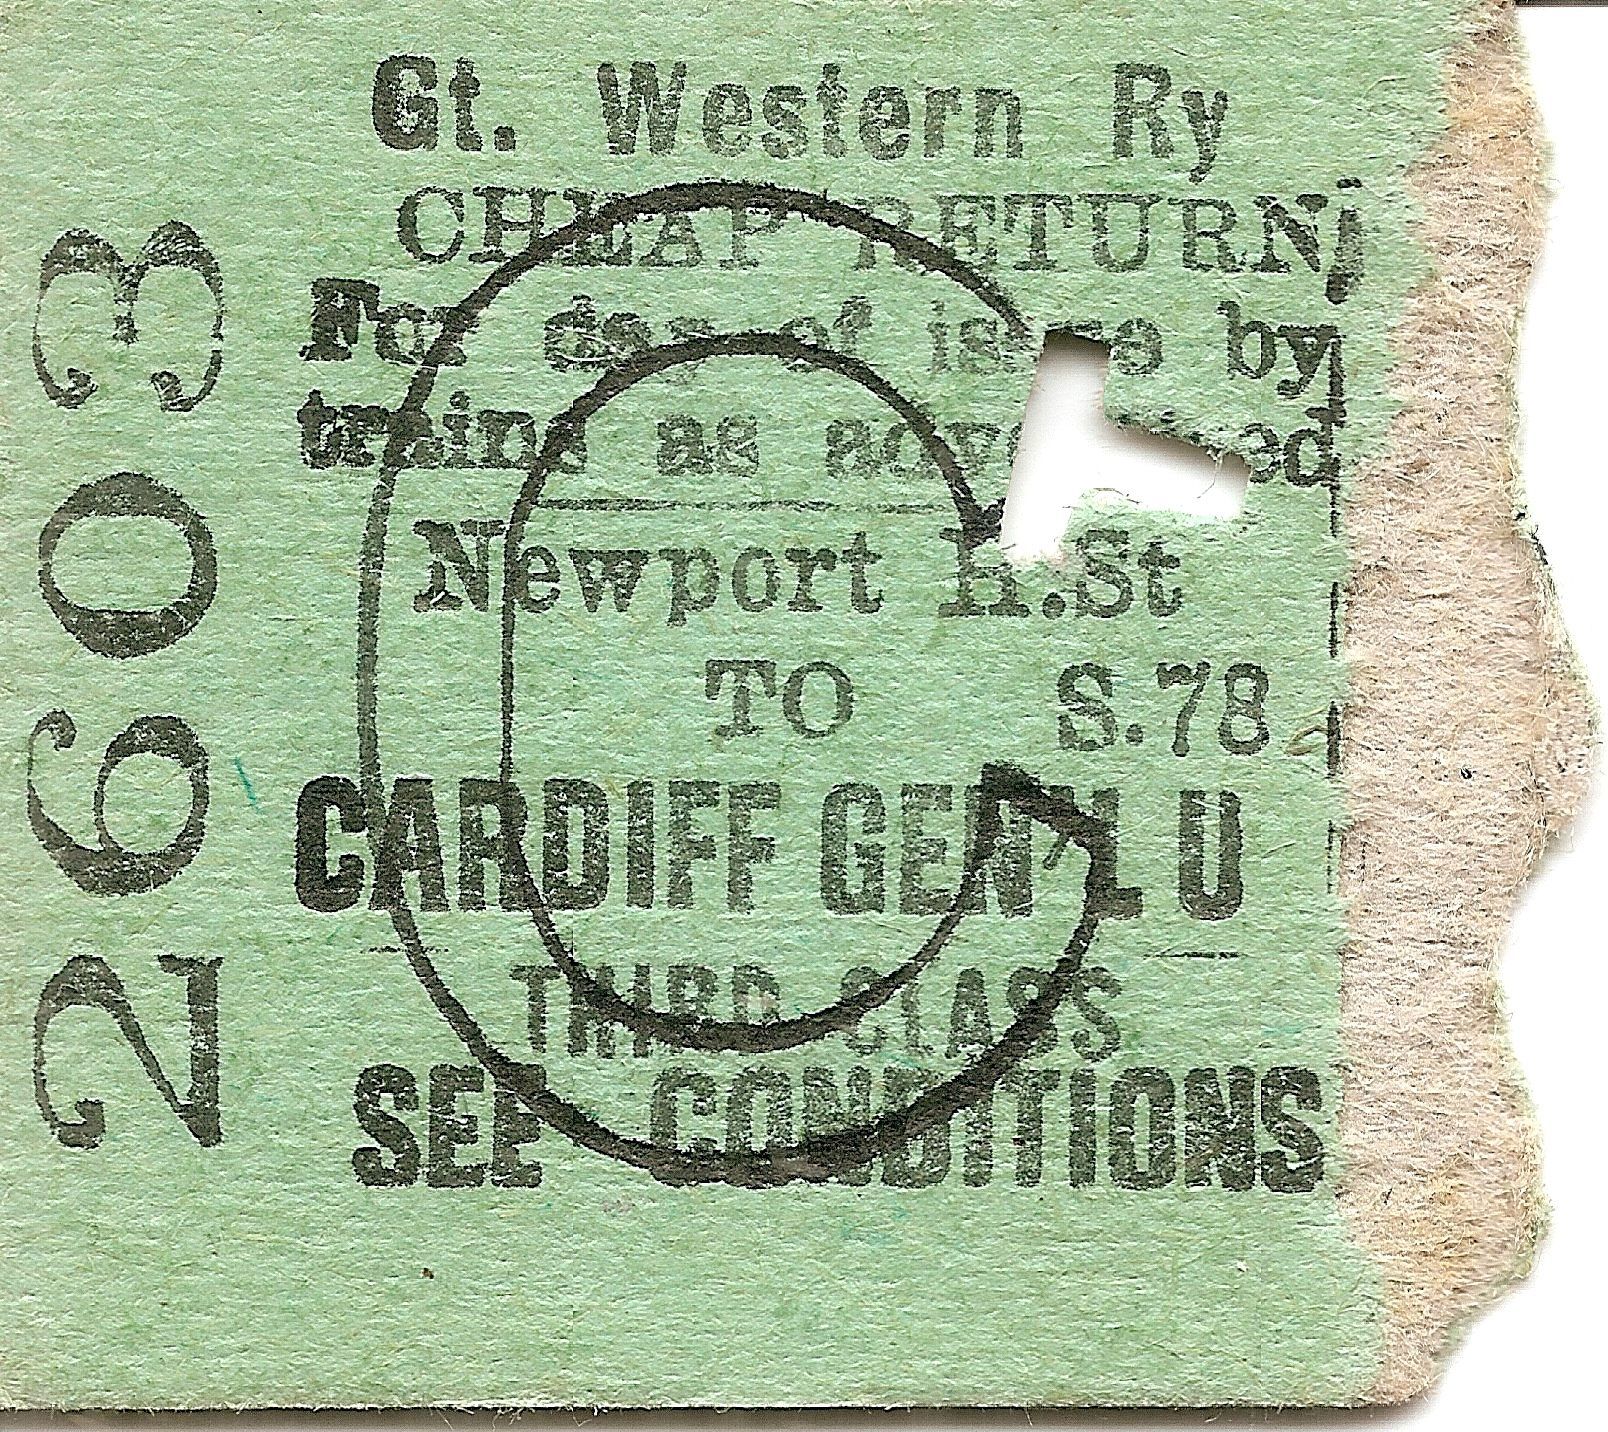 Gt. Western Ry
CHEAP RETURN
For day of issue by
trains as advertised
Newport H.St
TO S.78
CARDIFF GEN'L U
THIRD CLASS
SEE CONDITIONS
C
2603